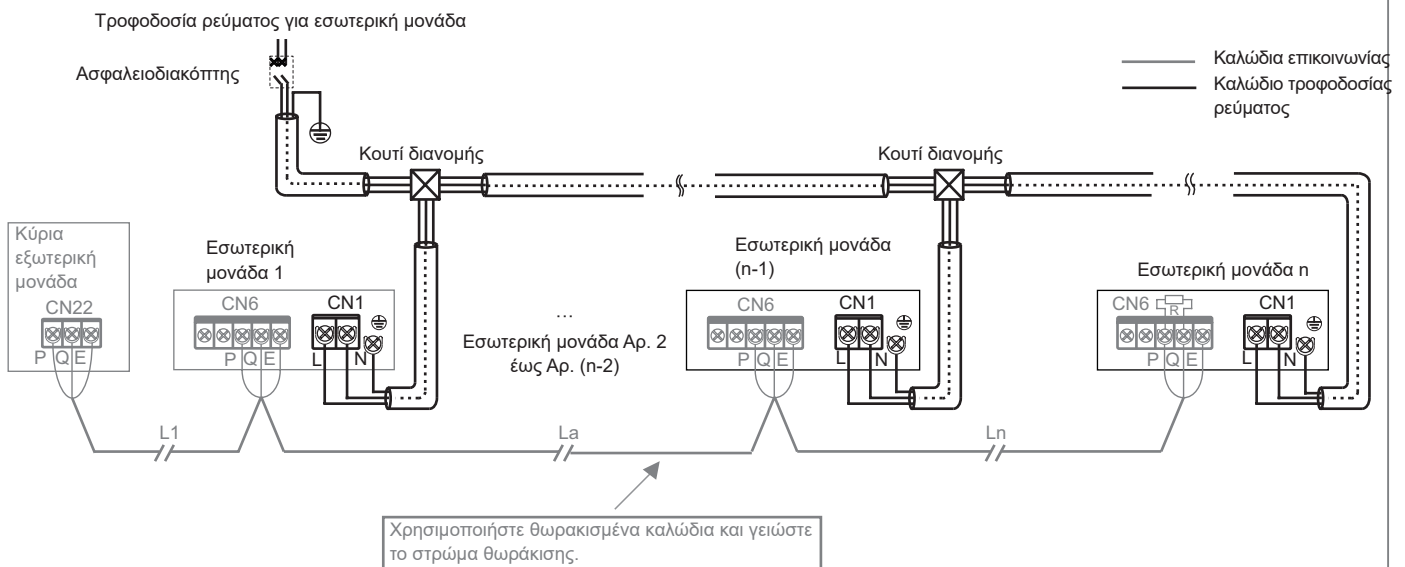 Τροφοδοσία ρεύματος για εσωτερική μονάδα
Ασφαλειοδιακόπτης
Καλώδια επικοινωνίας
Καλώδιο τροφοδοσίας
ρεύματος
Κουτί διανομής
Κουτί διανομής
Κύρια
εξωτερική
μονάδα
CN22
P Q E
Εσωτερική
μονάδα 1
CN6
CN1
P Q E
L N
...
Εσωτερική μονάδα Αρ. 2
έως Αρ. (n-2)
Εσωτερική μονάδα
(n-1)
CN6
CN1
P Q E
L N
Εσωτερική μονάδα n
CN6
R
CN1
P Q E
L N
L1
La
Ln
Χρησιμοποιήστε θωρακισμένα καλώδια και γειώστε
το στρώμα θωράκισης.